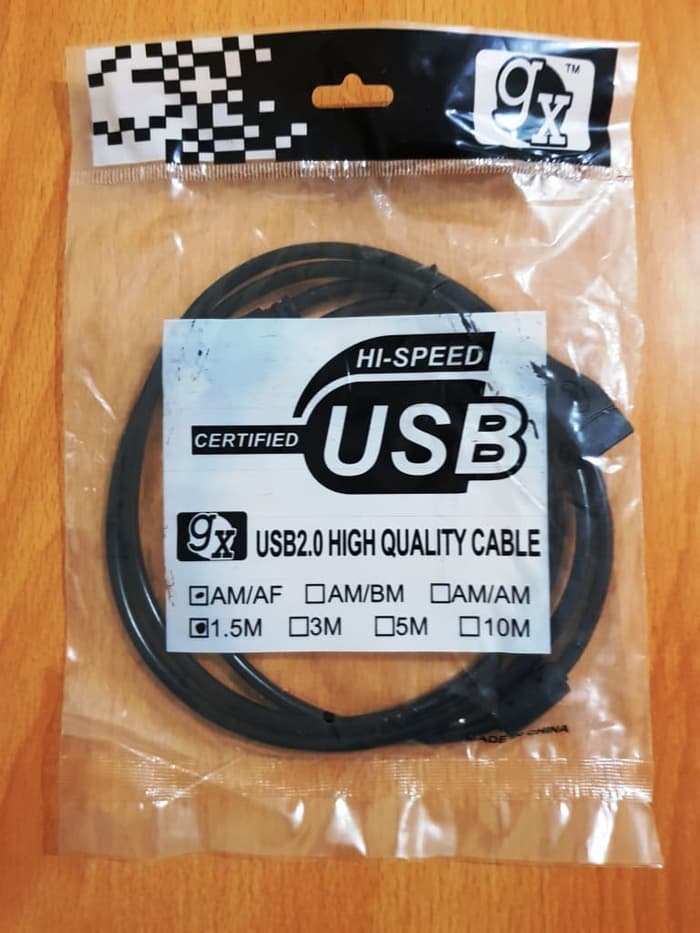 gx TM
HI-SPEED
CERTIFIED USB
gx USB2.0 HIGH QUALITY CABLE
AM/AF AM/BM AM/AM
1.5M 3M 5M 10M
MADE IN CHINA